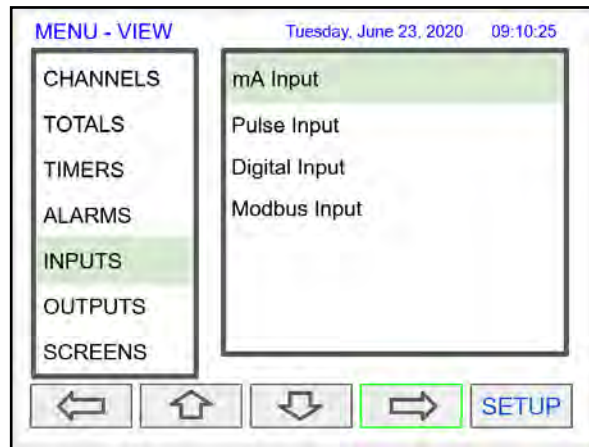 MENU - VIEW
Tuesday, June 23, 2020 09:10:25
CHANNELS
TOTALS
TIMERS
ALARMS
INPUTS
OUTPUTS
SCREENS
mA Input
Pulse Input
Digital Input
Modbus Input
SETUP